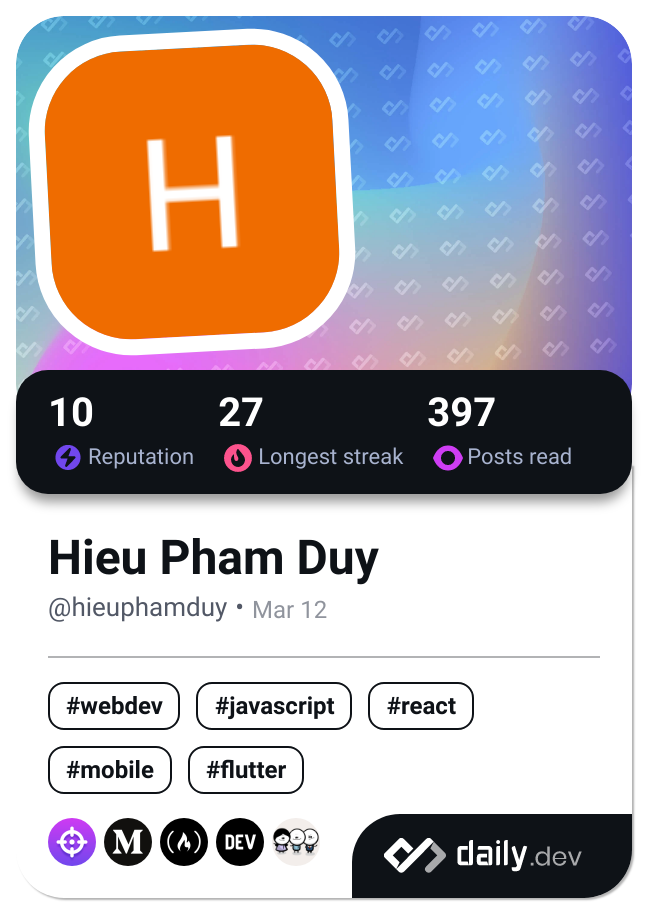 H
10 27 397
Reputation Longest streak Posts read
Hieu Pham Duy
@hieuphamduy • Mar 12
#webdev #javascript #react
#mobile #flutter
M DEV
daily.dev